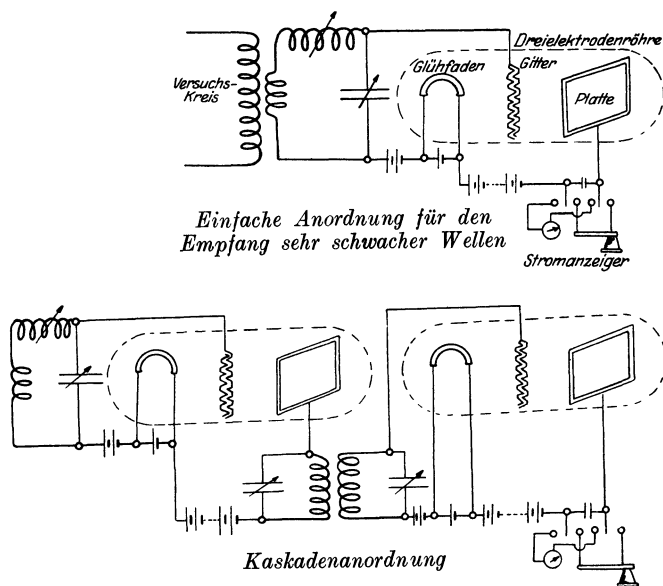 Dreielektrodenröhre
Glühfaden
Gitter
Versuchs-
Kreis
Platte
Einfache Anordnung für den
Empfang sehr schwacher Wellen
Stromanzeiger
Kaskadenanordnung